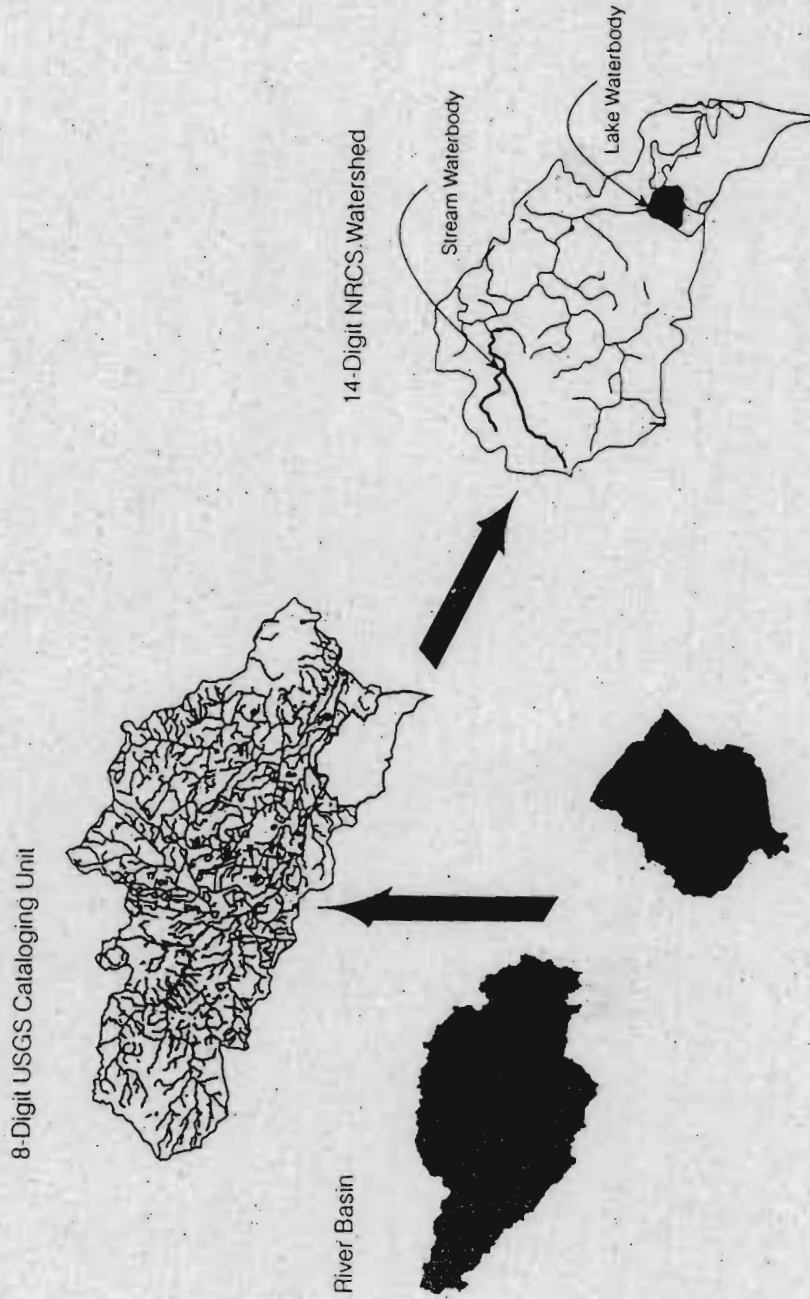 8-Digit USGS Cataloging Unit
River Basin
14-Digit NRCS Watershed
Stream Waterbody
Lake Waterbody